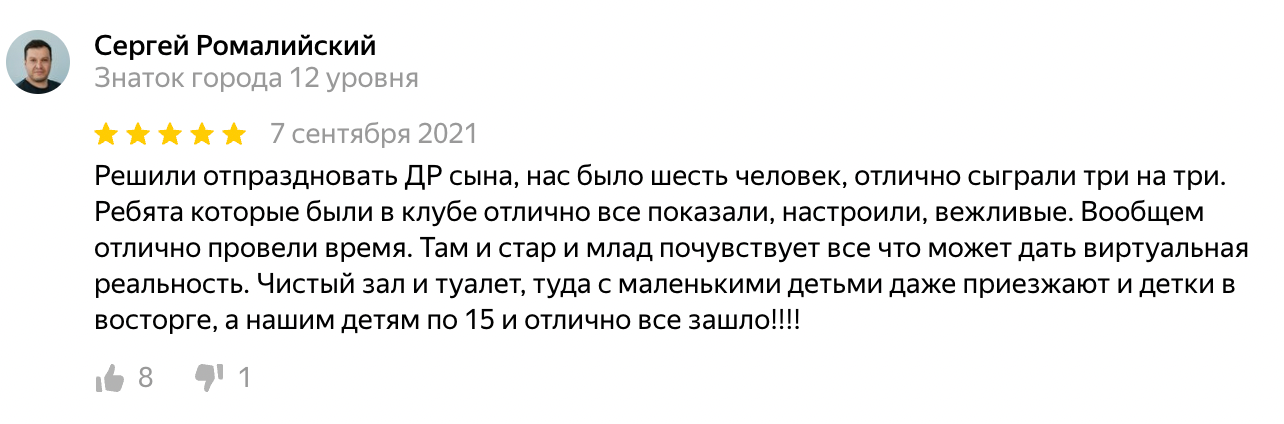 Сергей Ромалийский
Знаток города 12 уровня
7 сентября 2021
Решили отпраздновать ДР сына, нас было шесть человек, отлично сыграли три на три.
Ребята которые были в клубе отлично все показали, настроили, вежливые. Вообщем
отлично провели время. Там и стар и млад почувствует все что может дать виртуальная
реальность. Чистый зал и туалет, туда с маленькими детьми даже приезжают и детки в
восторге, а нашим детям по 15 и отлично все зашло!!!!
8 1